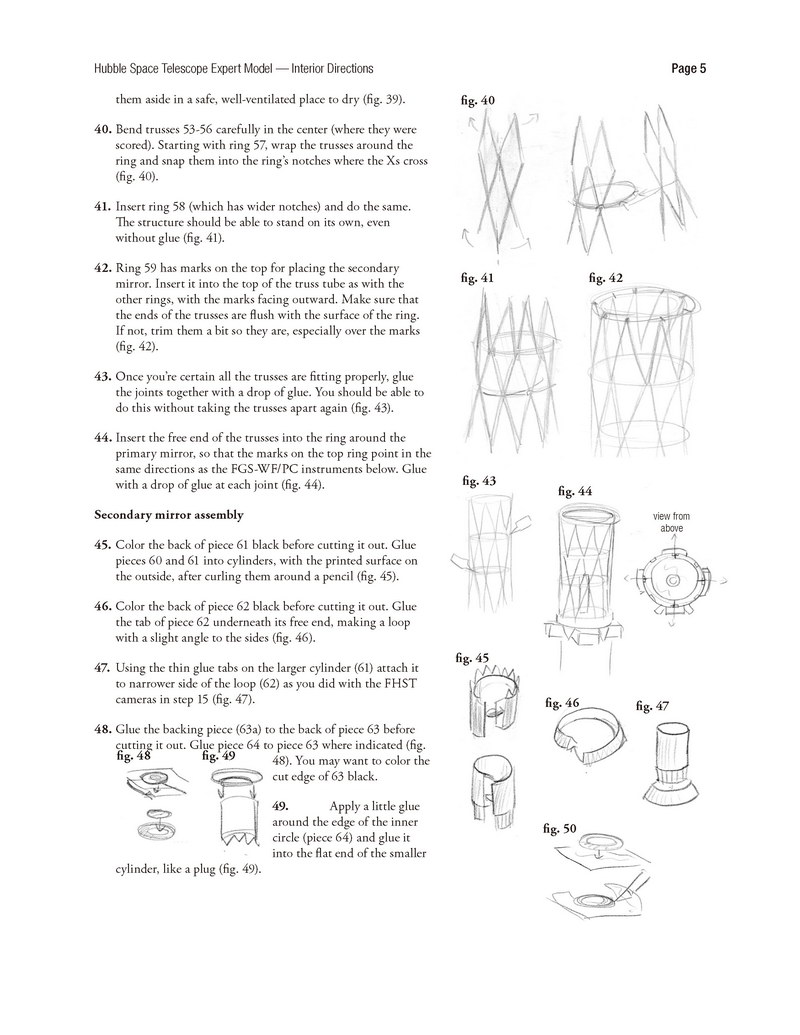 Hubble Space Telescope Expert Model — Interior Directions
Page 5
them aside in a safe, well-ventilated place to dry (fig. 39).
40. Bend trusses 53-56 carefully in the center (where they were
scored). Starting with ring 57, wrap the trusses around the
ring and snap them into the ring’s notches where the Xs cross
(fig. 40).
41. Insert ring 58 (which has wider notches) and do the same.
The structure should be able to stand on its own, even
without glue (fig. 41).
42. Ring 59 has marks on the top for placing the secondary
mirror. Insert it into the top of the truss tube as with the
other rings, with the marks facing outward. Make sure that
the ends of the trusses are flush with the surface of the ring.
If not, trim them a bit so they are, especially over the marks
(fig. 42).
43. Once you’re certain all the trusses are fitting properly, glue
the joints together with a drop of glue. You should be able to
do this without taking the trusses apart again (fig. 43).
44. Insert the free end of the trusses into the ring around the
primary mirror, so that the marks on the top ring point in the
same directions as the FGS-WF/PC instruments below. Glue
with a drop of glue at each joint (fig. 44).
Secondary mirror assembly
45. Color the back of piece 61 black before cutting it out. Glue
pieces 60 and 61 into cylinders, with the printed surface on
the outside, after curling them around a pencil (fig. 45).
46. Color the back of piece 62 black before cutting it out. Glue
the tab of piece 62 underneath its free end, making a loop
with a slight angle to the sides (fig. 46).
47. Using the thin glue tabs on the larger cylinder (61) attach it
to narrower side of the loop (62) as you did with the FHST
cameras in step 15 (fig. 47).
48. Glue the backing piece (63a) to the back of piece 63 before
cutting it out. Glue piece 64 to piece 63 where indicated (fig.
48). You may want to color the
cut edge of 63 black.
fig. 48
fig. 49
49. Apply a little glue
around the edge of the inner
circle (piece 64) and glue it
into the flat end of the smaller
cylinder, like a plug (fig. 49).
fig. 40
fig. 41
fig. 42
fig. 43
fig. 44
view from
above
fig. 45
fig. 46
fig. 47
fig. 50